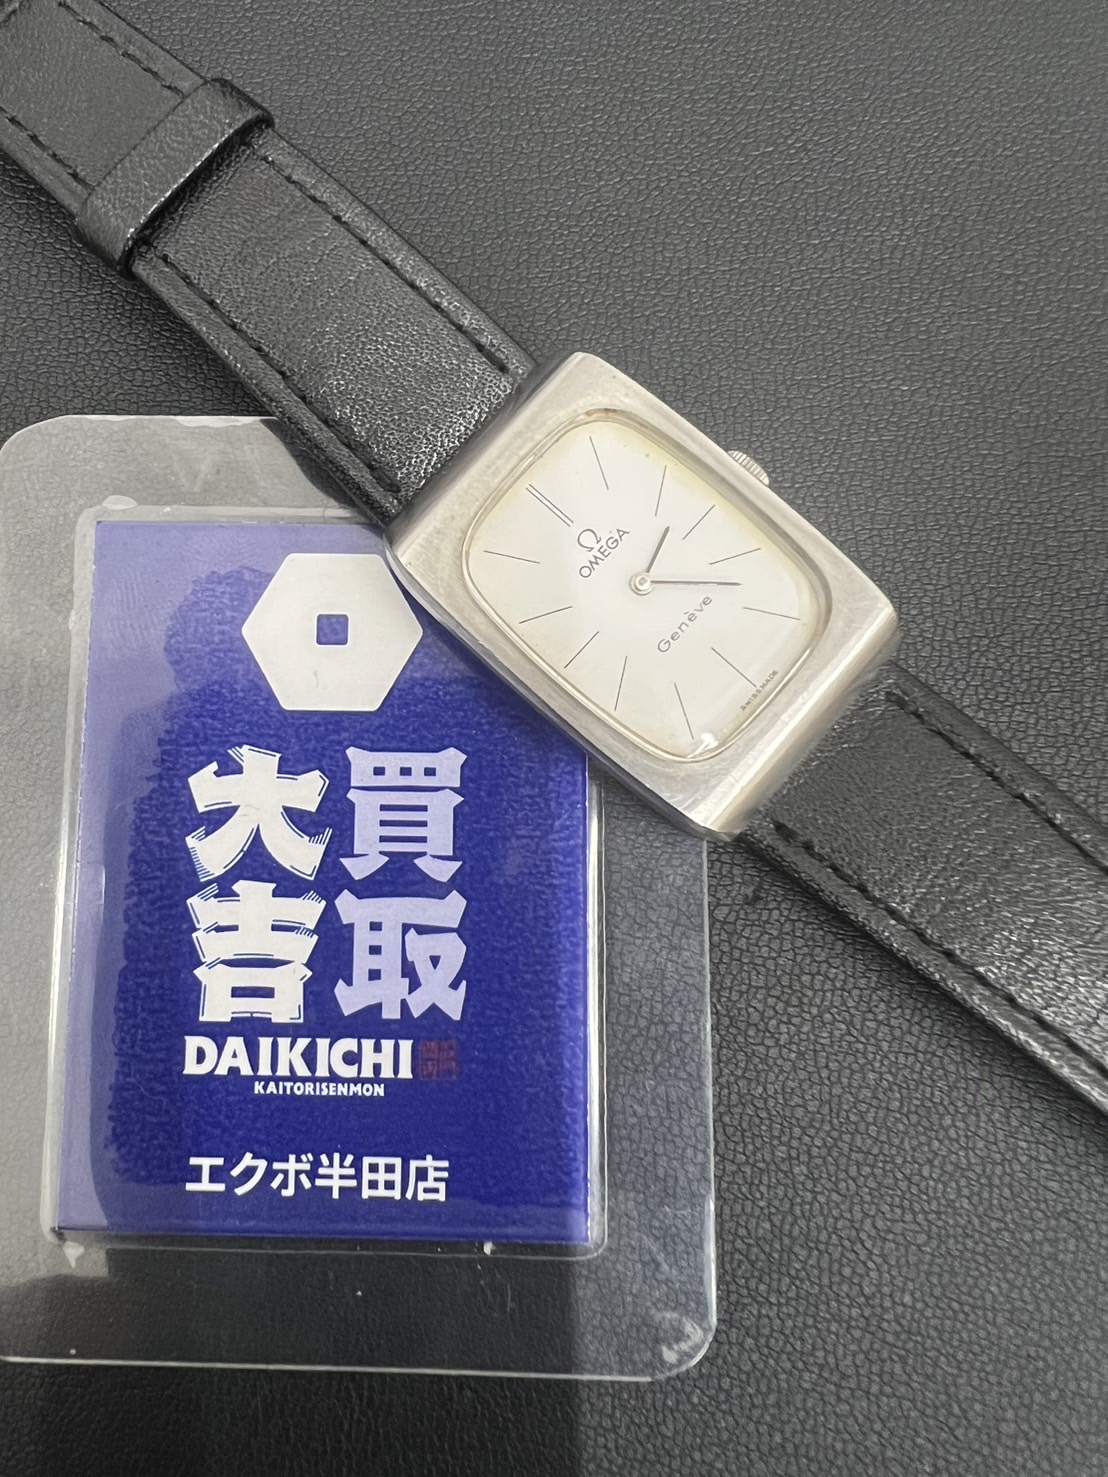 OMEGA
Genève
SWISS MADE
買取
大吉
DAIKICHI
KAITORISENMON
エクボ半田店